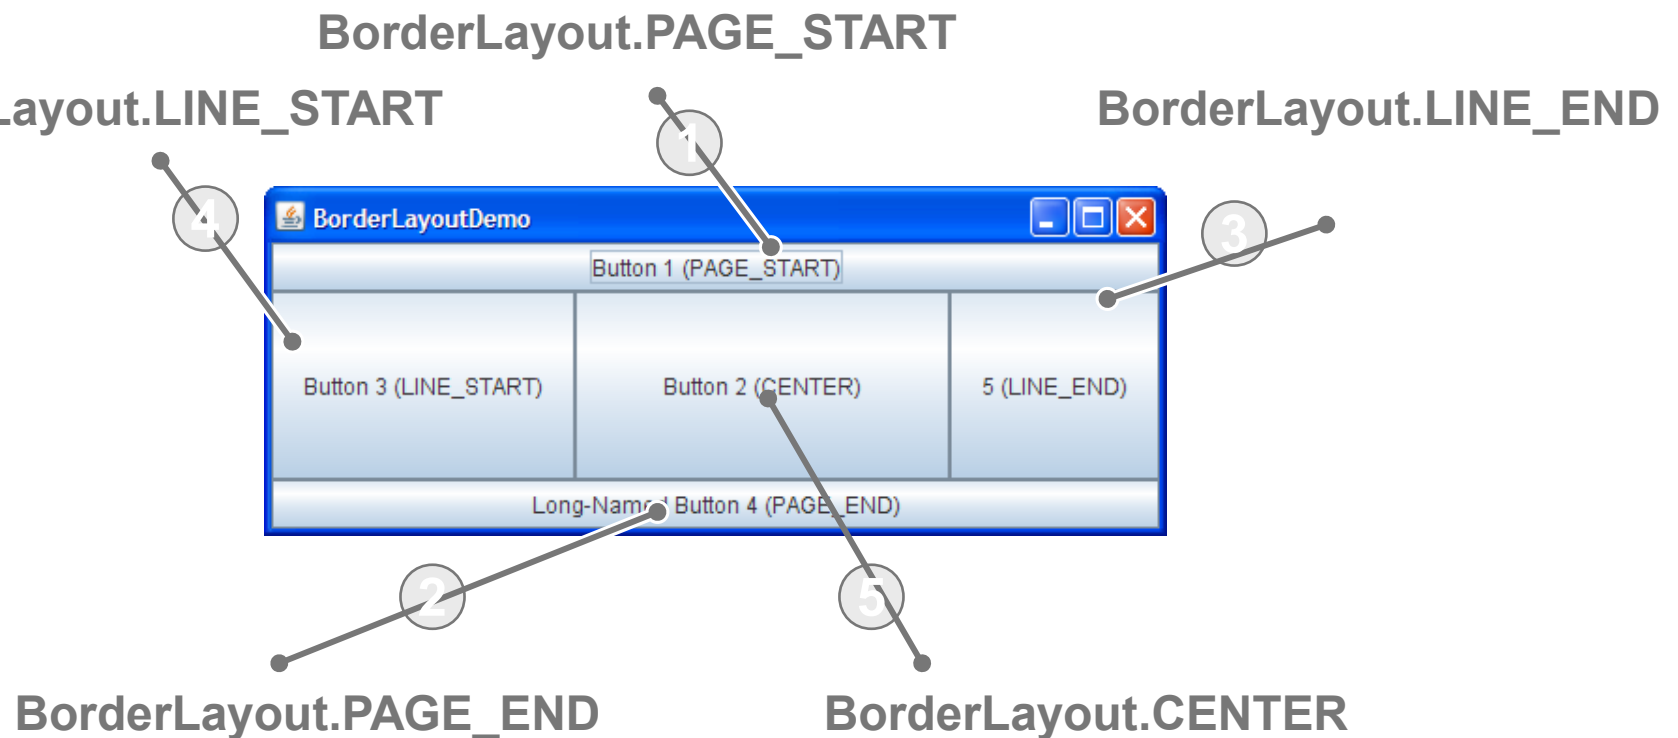 BorderLayout.PAGE_START
Layout.LINE_START
BorderLayout.LINE_END
1
4
3
BorderLayoutDemo
Button 1 (PAGE_START)
Button 3 (LINE_START)
Button 2 (CENTER)
5 (LINE_END)
Long-Named Button 4 (PAGE_END)
2
5
BorderLayout.PAGE_END
BorderLayout.CENTER